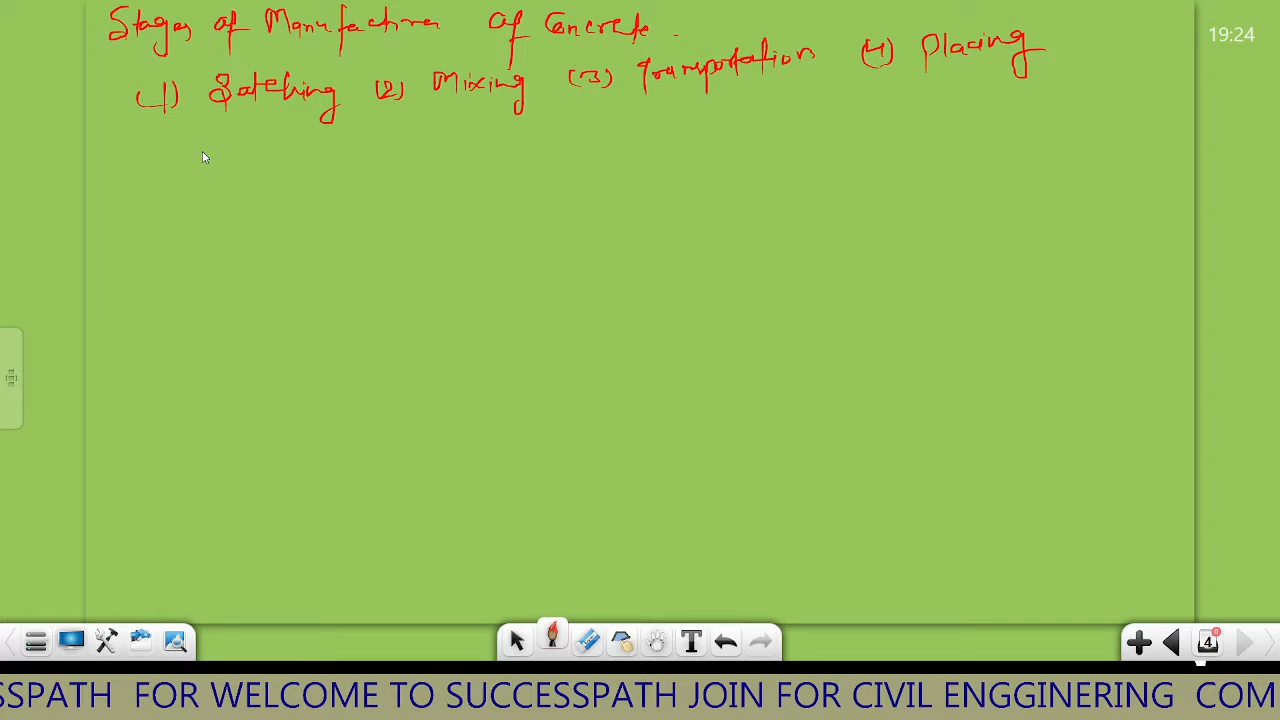 Stages of Manufacture of Concrete.
(1) Batching (2) Mixing (3) Transportation (4) Placing
19:24
T
4
SSPATH FOR WELCOME TO SUCCESSPATH JOIN FOR CIVIL ENGGINERING COM